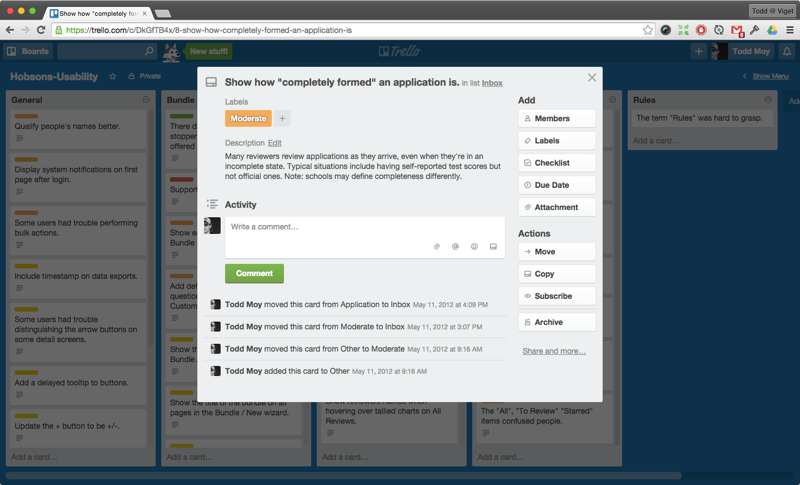 Show how "completely form
Todd @ Viget
https://trello.com/c/DkGfTB4x/8-show-how-completely-formed-an-application-is
Boards
New stuff!
Trello
Todd Moy
Hobsons-Usability
Private
Show Menu
General
Qualify people's names better.
Display system notifications on first
page after login.
Some users had trouble performing
bulk actions.
Include timestamp on data exports.
Some users had trouble
distinguishing the arrow buttons on
some detail screens.
Add a delayed tooltip to buttons.
Update the + button to be +/-.
Add a card…
Bundle
There d
stopper
offered
Support
Show e
Bundle
Add def
question
Custom
Show th
Bundle
Show the title of the bundle on all
pages in the Bundle / New wizard.
Add a card…
Show reviewers names when
hovering over tallied charts on All
Reviews.
Add a card…
The "All", "To Review" "Starred"
items confused people.
Add a card…
Rules
The term "Rules" was hard to grasp.
Add a card…
Add
Show how "completely formed" an application is. in list Inbox
Labels
Moderate
+
Description Edit
Many reviewers review applications as they arrive, even when they're in an
incomplete state. Typical situations include having self-reported test scores but
not official ones. Note: schools may define completeness differently.
Activity
Write a comment…
Comment
Todd Moy moved this card from Application to Inbox May 11, 2012 at 4:09 PM
Todd Moy moved this card from Moderate to Inbox May 11, 2012 at 3:07 PM
Todd Moy moved this card from Other to Moderate May 11, 2012 at 9:16 AM
Todd Moy added this card to Other May 11, 2012 at 9:16 AM
Add
Members
Labels
Checklist
Due Date
Attachment
Actions
Move
Copy
Subscribe
Archive
Share and more…